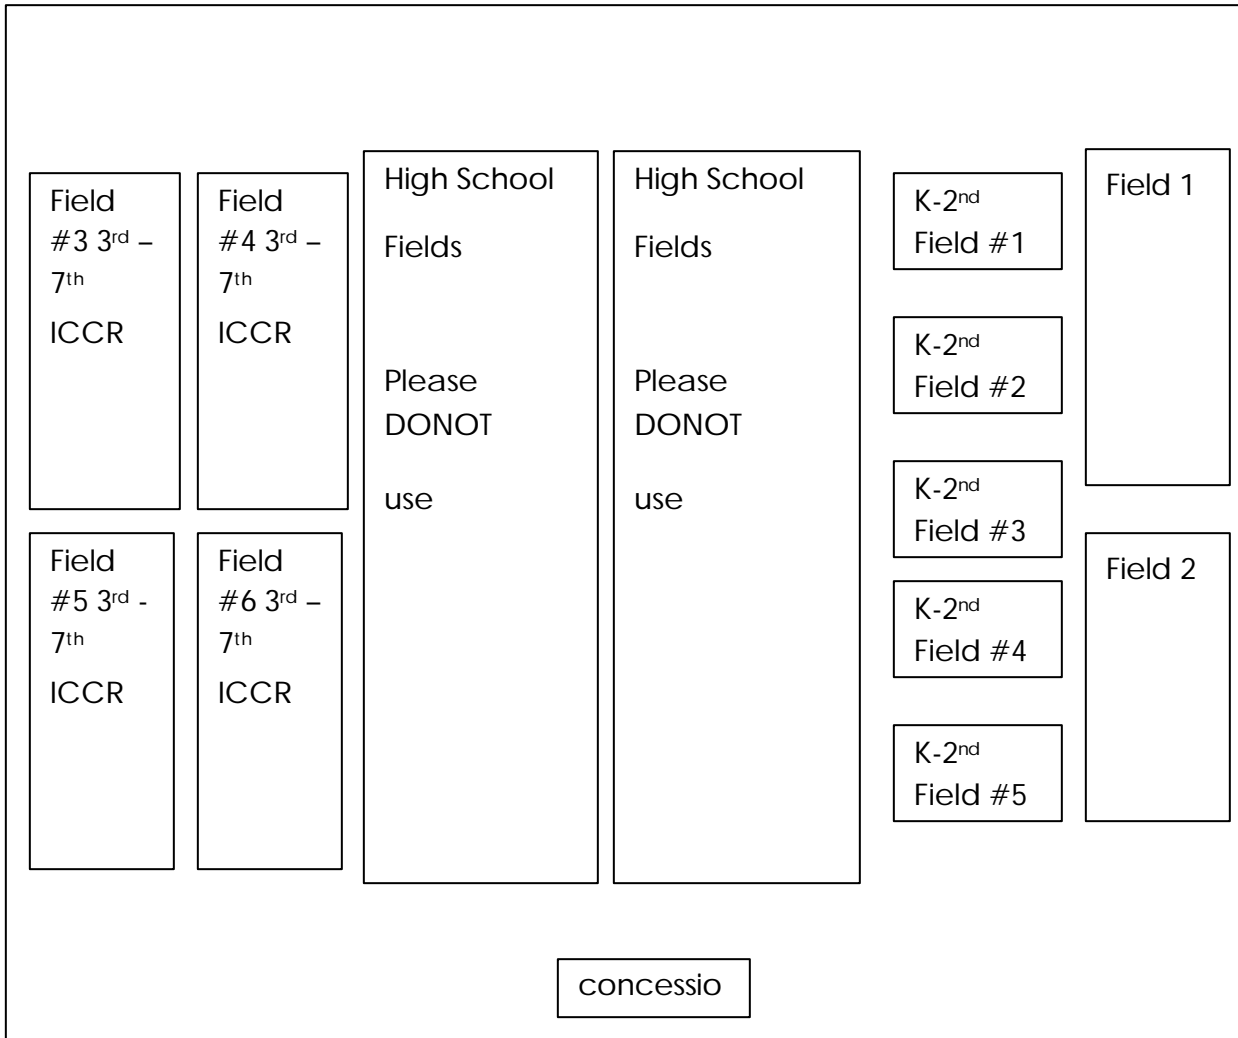 Field
#3 3rd –
7th
ICCR
Field
#4 3rd –
7th
ICCR
High School
Fields
Please
DONOT
use
High School
Fields
Please
DONOT
use
K-2nd
Field #1
K-2nd
Field #2
K-2nd
Field #3
K-2nd
Field #4
K-2nd
Field #5
Field 1
Field 2
Field
#5 3rd -
7th
ICCR
Field
#6 3rd –
7th
ICCR
concessio